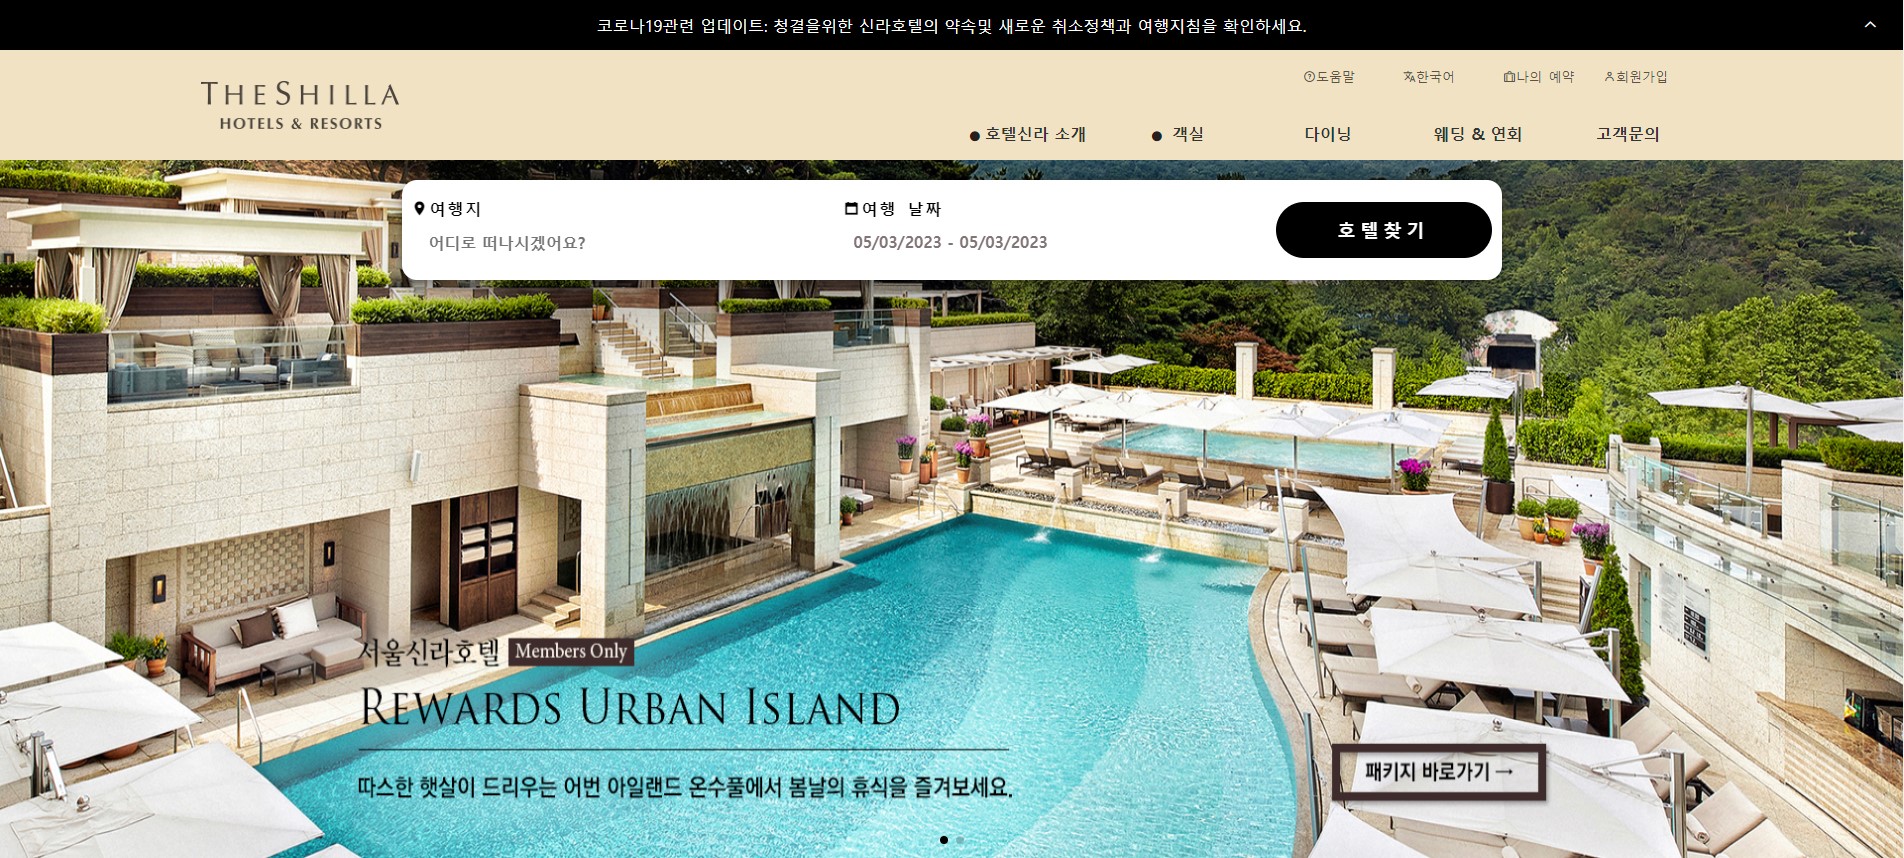 코로나19관련 업데이트: 청결을위한 신라호텔의 약속및 새로운 취소정책과 여행지침을 확인하세요.
도움말 한국어 나의 예약 회원가입
THE SHILLA
HOTELS & RESORTS
호텔신라 소개 객실 다이닝 웨딩 & 연회 고객문의
여행지 여행 날짜
어디로 떠나시겠어요? 05/03/2023 - 05/03/2023
호텔찾기
서울신라호텔 Members Only
REWARDS URBAN ISLAND
따스한 햇살이 드리우는 어번 아일랜드 온수풀에서 봄날의 휴식을 즐겨보세요.
패키지 바로가기 →